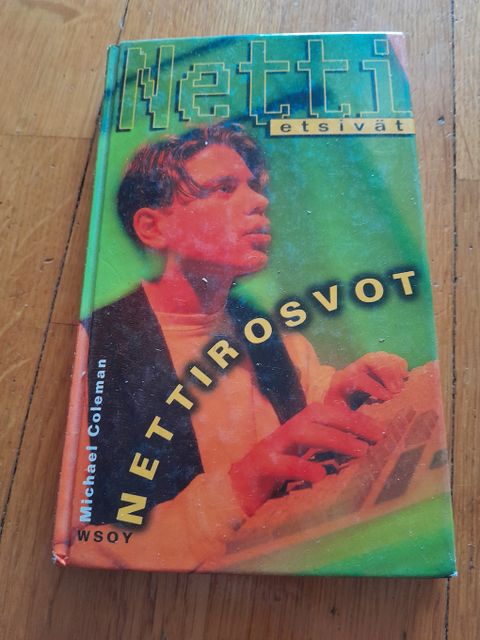 Netti
etsivät
NETTIROSVOT
Michael Coleman
WSOY